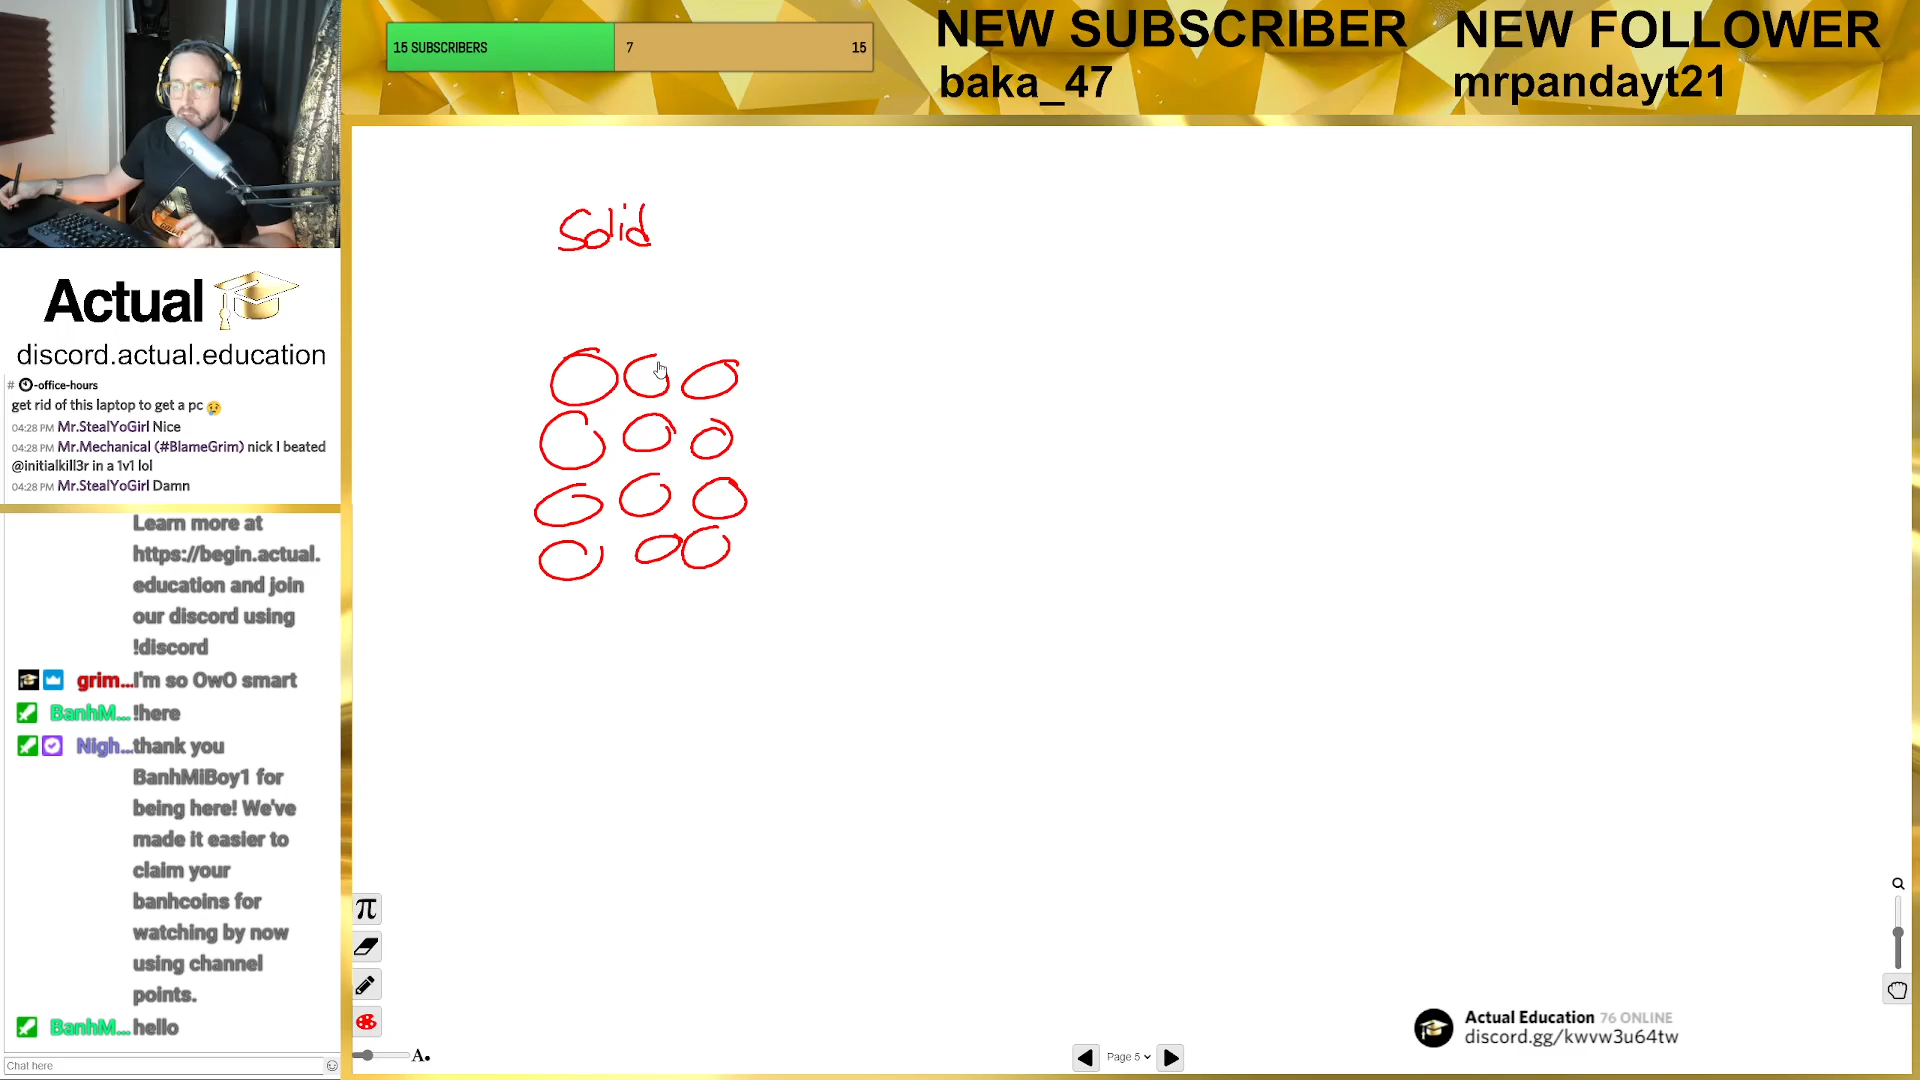 15 SUBSCRIBERS
7
15
NEW SUBSCRIBER
baka_47
NEW FOLLOWER
mrpandayt21
Solid
Actual
discord.actual.education
# -office-hours
get rid of this laptop to get a pc
04:28 PM Mr.StealYoGirl Nice
04:28 PM Mr.Mechanical (#BlameGrim) nick I beated
@initialkill3r in a 1v1 lol
04:28 PM Mr.StealYoGirl Damn
Learn more at
https://begin.actual.
education and join
our discord using
!discord
grim... I'm so OwO smart
BanhM... !here
Nigh... thank you
BanhMiBoy1 for
being here! We've
made it easier to
claim your
banhcoins for
watching by now
using channel
points.
BanhM... hello
Chat here
π
A.
Page 5
Actual Education 76 ONLINE
discord.gg/kwvw3u64tw